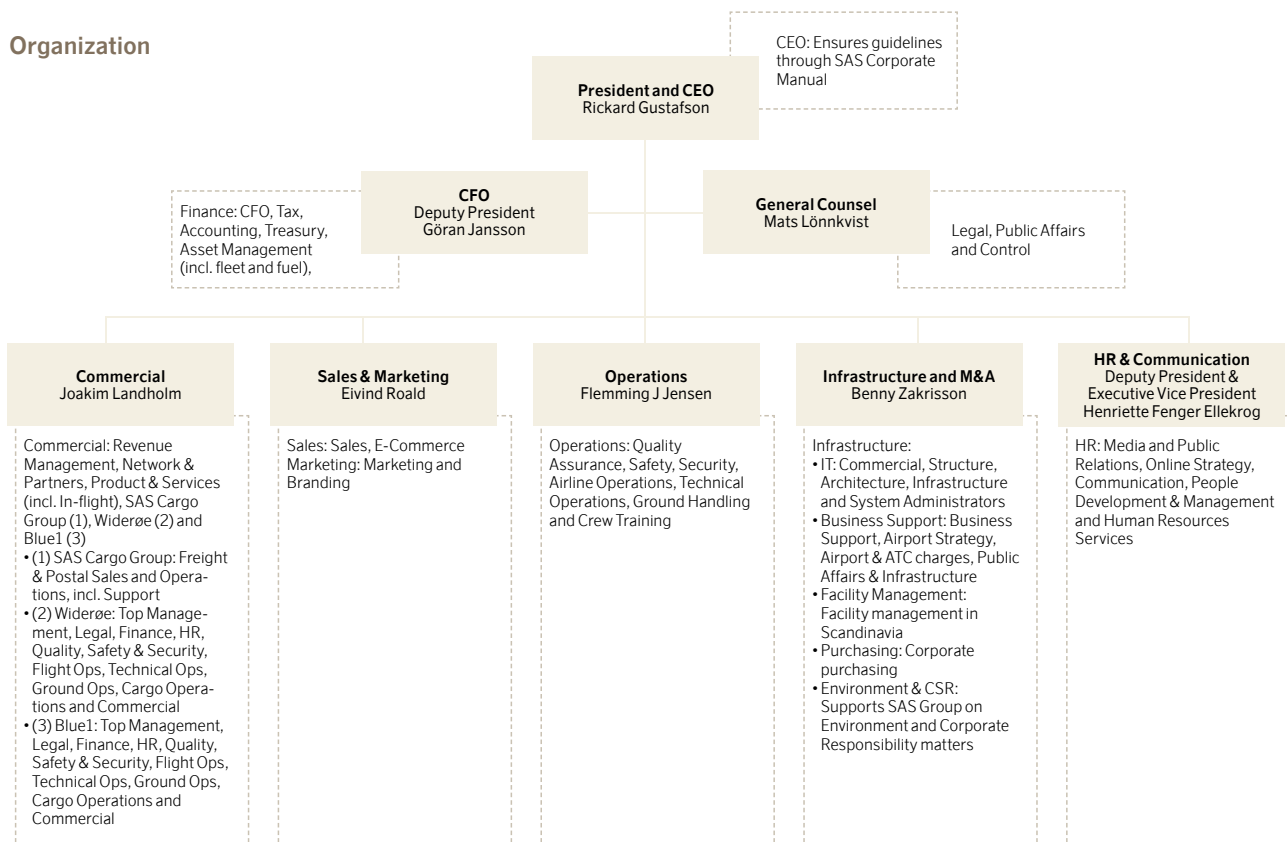 Organization
CEO: Ensures guidelines
through SAS Corporate
Manual
President and CEO
Rickard Gustafson
CFO
Deputy President
Göran Jansson
General Counsel
Mats Lönnkvist
Finance: CFO, Tax,
Accounting, Treasury,
Asset Management
(incl. fleet and fuel),
Legal, Public Affairs
and Control
Commercial
Joakim Landholm
Commercial: Revenue
Management, Network &
Partners, Product & Services
(incl. In-flight), SAS Cargo
Group (1), Widerøe (2) and
Blue1 (3)
• (1) SAS Cargo Group: Freight
& Postal Sales and Opera-
tions, incl. Support
• (2) Widerøe: Top Manage-
ment, Legal, Finance, HR,
Quality, Safety & Security,
Flight Ops, Technical Ops,
Ground Ops, Cargo Opera-
tions and Commercial
• (3) Blue1: Top Management,
Legal, Finance, HR, Quality,
Safety & Security, Flight Ops,
Technical Ops, Ground Ops,
Cargo Operations and
Commercial
Sales & Marketing
Eivind Roald
Sales: Sales, E-Commerce
Marketing: Marketing and
Branding
Operations
Flemming J Jensen
Operations: Quality
Assurance, Safety, Security,
Airline Operations, Technical
Operations, Ground Handling
and Crew Training
Infrastructure and M&A
Benny Zakrisson
Infrastructure:
• IT: Commercial, Structure,
Architecture, Infrastructure
and System Administrators
• Business Support: Business
Support, Airport Strategy,
Airport & ATC charges, Public
Affairs & Infrastructure
• Facility Management:
Facility management in
Scandinavia
• Purchasing: Corporate
purchasing
• Environment & CSR:
Supports SAS Group on
Environment and Corporate
Responsibility matters
HR & Communication
Deputy President &
Executive Vice President
Henriette Fenger Ellekrog
HR: Media and Public
Relations, Online Strategy,
Communication, People
Development & Management
and Human Resources
Services